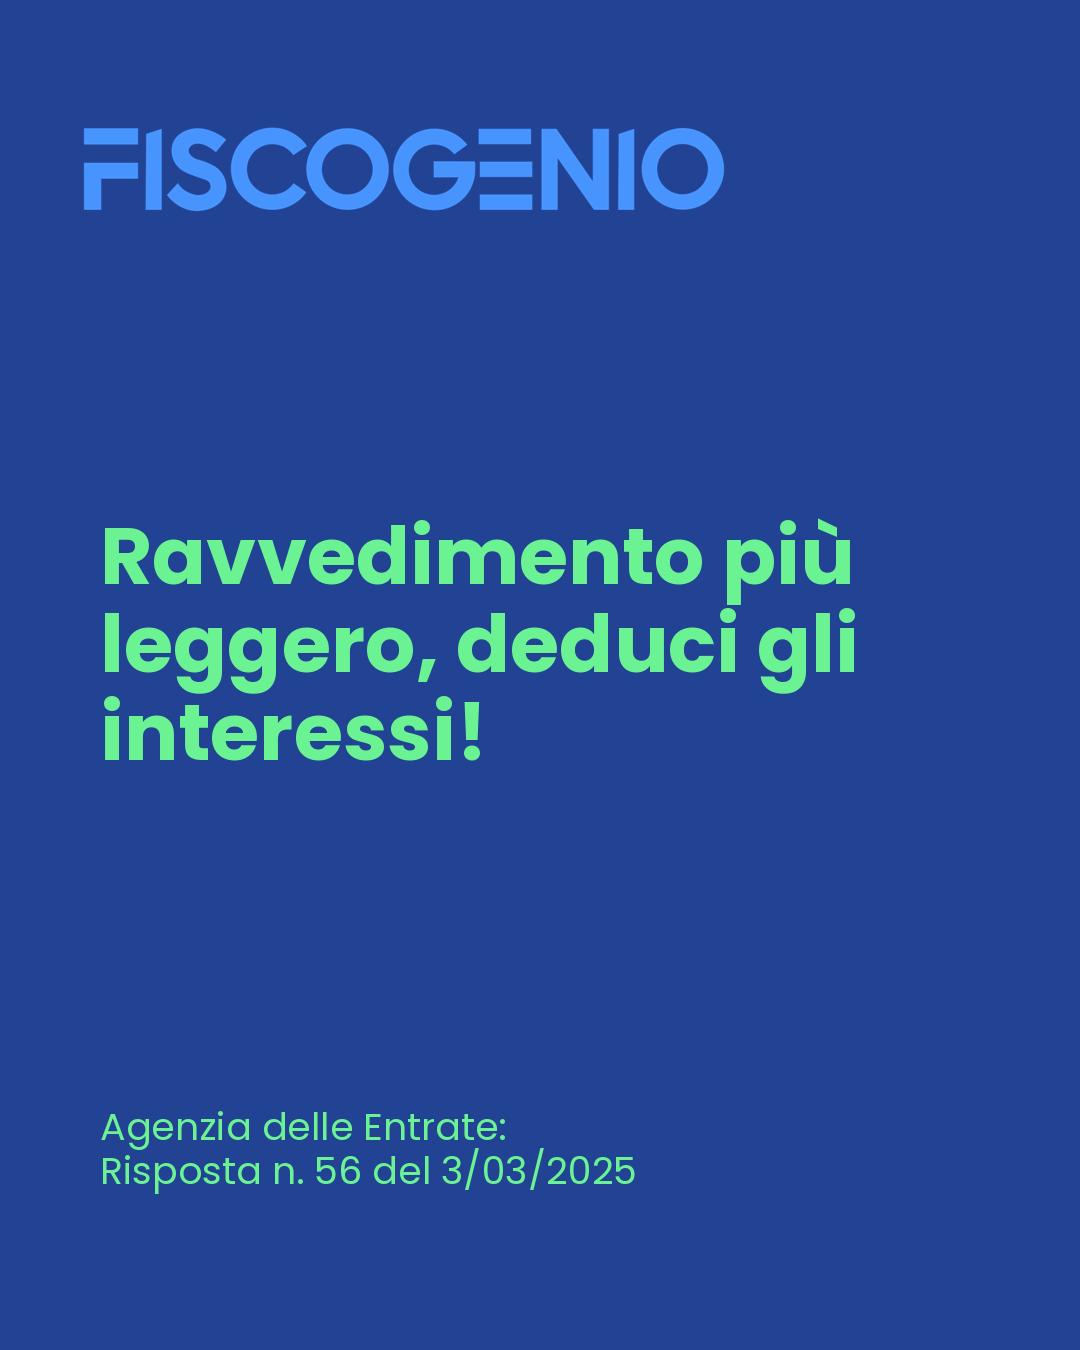 FISCOGENIO
Ravvedimento più
leggero, deduci gli
interessi!
Agenzia delle Entrate:
Risposta n. 56 del 3/03/2025